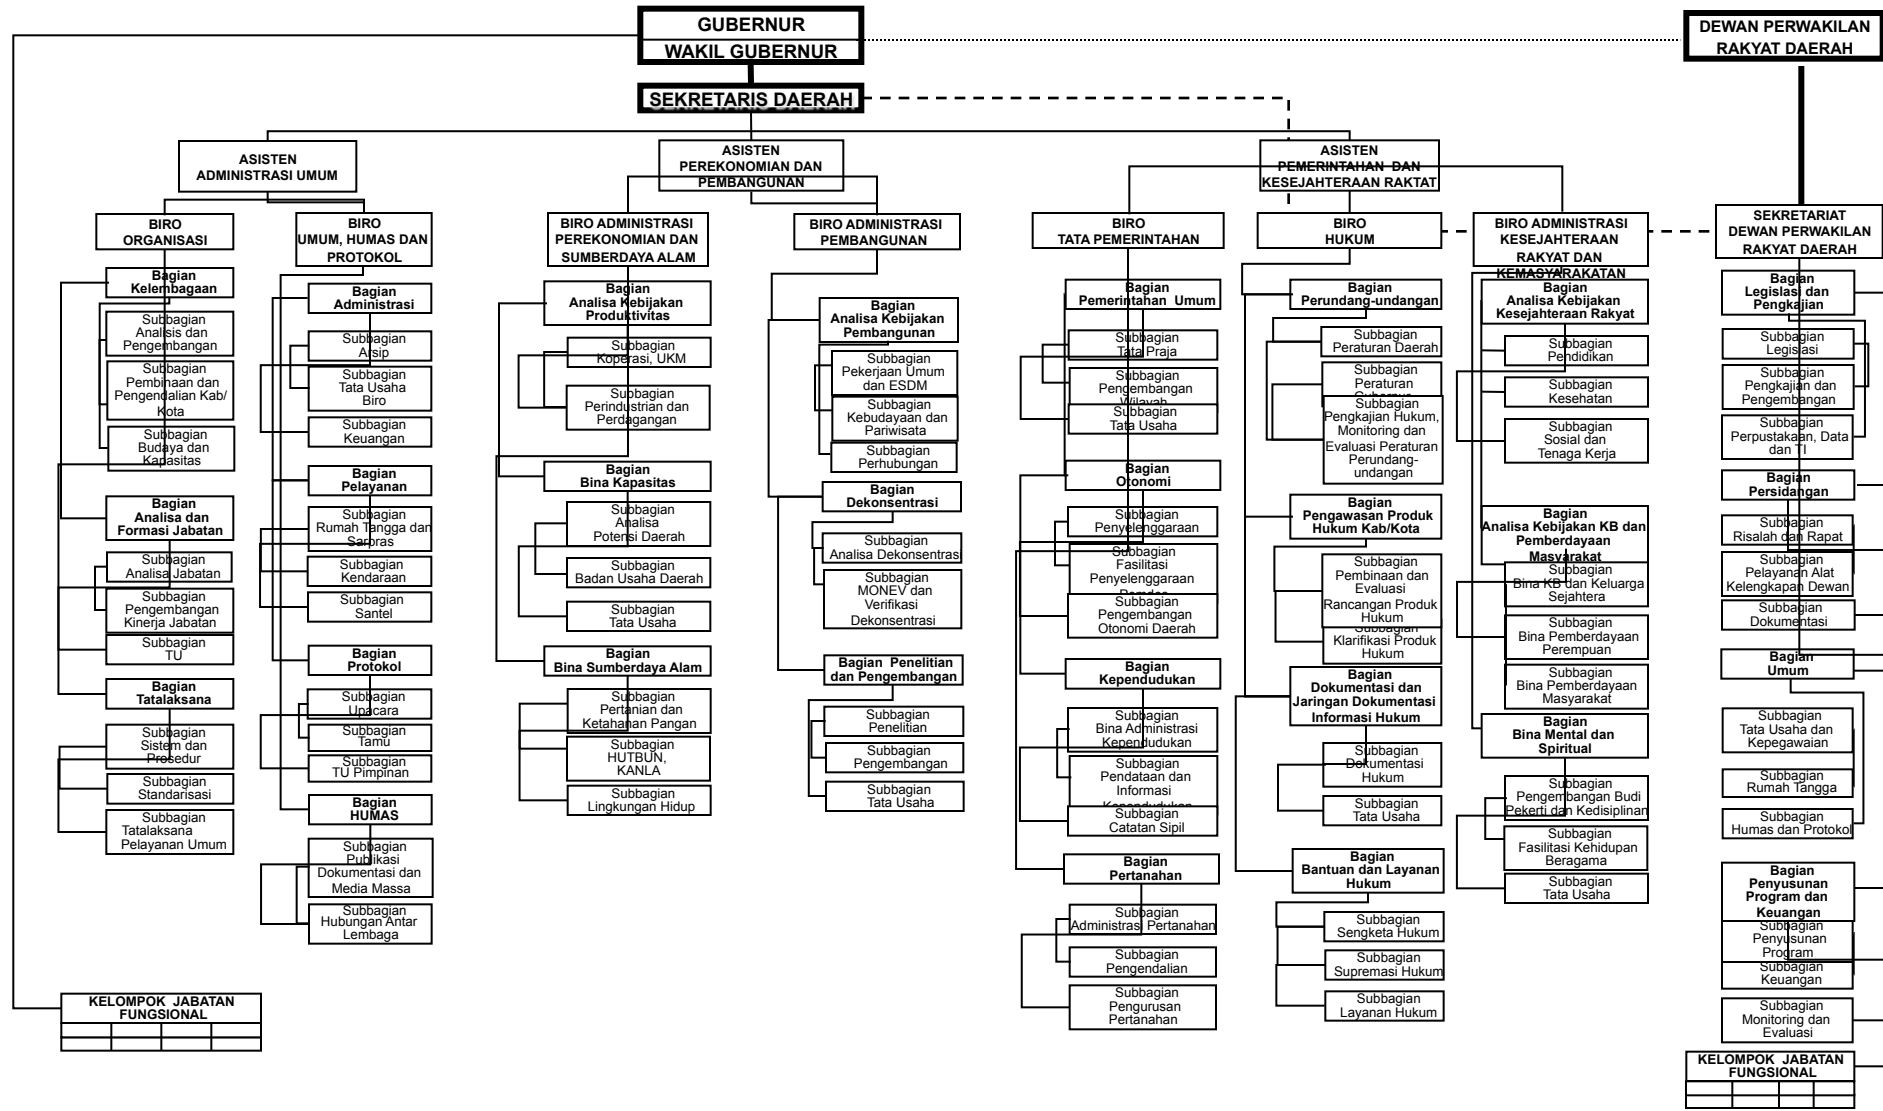 GUBERNUR
WAKIL GUBERNUR
DEWAN PERWAKILAN
RAKYAT DAERAH
SEKRETARIS DAERAH
ASISTEN
ADMINISTRASI UMUM
ASISTEN
PEREKONOMIAN DAN
PEMBANGUNAN
ASISTEN
PEMERINTAHAN DAN
KESEJAHTERAAN RAKTAT
BIRO
ORGANISASI
Bagian
Kelembagaan
Subbagian
Analisis dan
Pengembangan
Subbagian
Pembinaan dan
Pengendalian Kab/
Kota
Subbagian
Budaya dan
Kapasitas
Bagian
Analisa dan
Formasi Jabatan
Subbagian
Analisa Jabatan
Subbagian
Pengembangan
Kinerja Jabatan
Subbagian
TU
Bagian
Tatalaksana
Subbagian
Sistem dan
Prosedur
Subbagian
Standarisasi
Subbagian
Tatalaksana
Pelayanan Umum
BIRO
UMUM, HUMAS DAN
PROTOKOL
Bagian
Administrasi
Subbagian
Arsip
Subbagian
Tata Usaha
Biro
Subbagian
Keuangan
Bagian
Pelayanan
Subbagian
Rumah Tangga dan
Sarpras
Subbagian
Kendaraan
Subbagian
Santel
Bagian
Protokol
Subbagian
Upacara
Subbagian
Tamu
Subbagian
TU Pimpinan
Bagian
HUMAS
Subbagian
Publikasi
Dokumentasi dan
Media Massa
Subbagian
Hubungan Antar
Lembaga
BIRO ADMINISTRASI
PEREKONOMIAN DAN
SUMBERDAYA ALAM
Bagian
Analisa Kebijakan
Produktivitas
Subbagian
Koperasi, UKM
Subbagian
Perindustrian dan
Perdagangan
Bagian
Bina Kapasitas
Subbagian
Analisa
Potensi Daerah
Subbagian
Badan Usaha Daerah
Subbagian
Tata Usaha
Bagian
Bina Sumberdaya Alam
Subbagian
Pertanian dan
Ketahanan Pangan
Subbagian
HUTBUN,
KANLA
Subbagian
Lingkungan Hidup
BIRO ADMINISTRASI
PEMBANGUNAN
Bagian
Analisa Kebijakan
Pembangunan
Subbagian
Pekerjaan Umum
dan ESDM
Subbagian
Kebudayaan dan
Pariwisata
Subbagian
Perhubungan
Bagian
Dekonsentrasi
Subbagian
Analisa Dekonsentrasi
Subbagian
MONEV dan
Verifikasi
Dekonsentrasi
Bagian Penelitian
dan Pengembangan
Subbagian
Penelitian
Subbagian
Pengembangan
Subbagian
Tata Usaha
BIRO
TATA PEMERINTAHAN
Bagian
Pemerintahan Umum
Subbagian
Tata Praja
Subbagian
Pengembangan
Wilayah
Subbagian
Tata Usaha
Bagian
Otonomi
Subbagian
Penyelenggaraan
Subbagian
Fasilitasi
Penyelenggaraan
Subbagian
Pengembangan
Otonomi Daerah
Bagian
Kependudukan
Subbagian
Bina Administrasi
Kependudukan
Subbagian
Pendataan dan
Informasi
Kependudukan
Subbagian
Catatan Sipil
Bagian
Pertanahan
Subbagian
Administrasi Pertanahan
Subbagian
Pengendalian
Subbagian
Pengurusan
Pertanahan
BIRO
HUKUM
Bagian
Perundang-undangan
Subbagian
Peraturan Daerah
Subbagian
Peraturan
Subbagian
Pengkajian Hukum,
Monitoring dan
Evaluasi Peraturan
Perundang-
undangan
Bagian
Pengawasan Produk
Hukum Kab/Kota
Subbagian
Pembinaan dan
Evaluasi
Rancangan Produk
Hukum
Subbagian
Klarifikasi Produk
Hukum
Bagian
Dokumentasi dan
Jaringan Dokumentasi
Informasi Hukum
Subbagian
Dokumentasi
Hukum
Subbagian
Tata Usaha
Bagian
Bantuan dan Layanan
Hukum
Subbagian
Sengketa Hukum
Subbagian
Supremasi Hukum
Subbagian
Layanan Hukum
BIRO ADMINISTRASI
KESEJAHTERAAN
RAKYAT DAN
KEMASYARAKATAN
Bagian
Analisa Kebijakan
Kesejahteraan Rakyat
Subbagian
Pendidikan
Subbagian
Kesehatan
Subbagian
Sosial dan
Tenaga Kerja
Bagian
Analisa Kebijakan KB dan
Pemberdayaan
Masyarakat
Subbagian
Bina KB dan Keluarga
Sejahtera
Subbagian
Bina Pemberdayaan
Perempuan
Subbagian
Bina Pemberdayaan
Masyarakat
Bagian
Bina Mental dan
Spiritual
Subbagian
Pengembangan Budi
Pekerti dan Kedisiplinan
Subbagian
Fasilitasi Kehidupan
Beragama
Subbagian
Tata Usaha
SEKRETARIAT
DEWAN PERWAKILAN
RAKYAT DAERAH
Bagian
Legislasi dan
Pengkajian
Subbagian
Legislasi
Subbagian
Pengkajian dan
Pengembangan
Subbagian
Perpustakaan, Data
dan TI
Bagian
Persidangan
Subbagian
Risalah dan Rapat
Subbagian
Pelayanan Alat
Kelengkapan Dewan
Subbagian
Dokumentasi
Bagian
Umum
Subbagian
Tata Usaha dan
Kepegawaian
Subbagian
Rumah Tangga
Subbagian
Humas dan Protokol
Bagian
Penyusunan
Program dan
Keuangan
Subbagian
Penyusunan
Program
Subbagian
Keuangan
Subbagian
Monitoring dan
Evaluasi
KELOMPOK JABATAN
FUNGSIONAL
KELOMPOK JABATAN
FUNGSIONAL